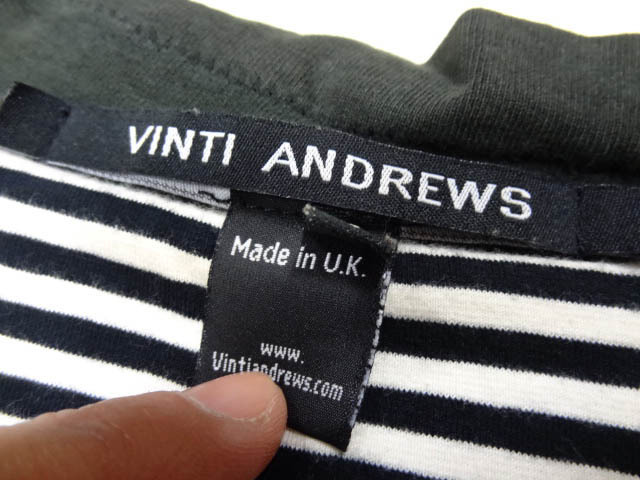 VINTI ANDREWS
Made in U.K.
www.
Vintiandrews.com